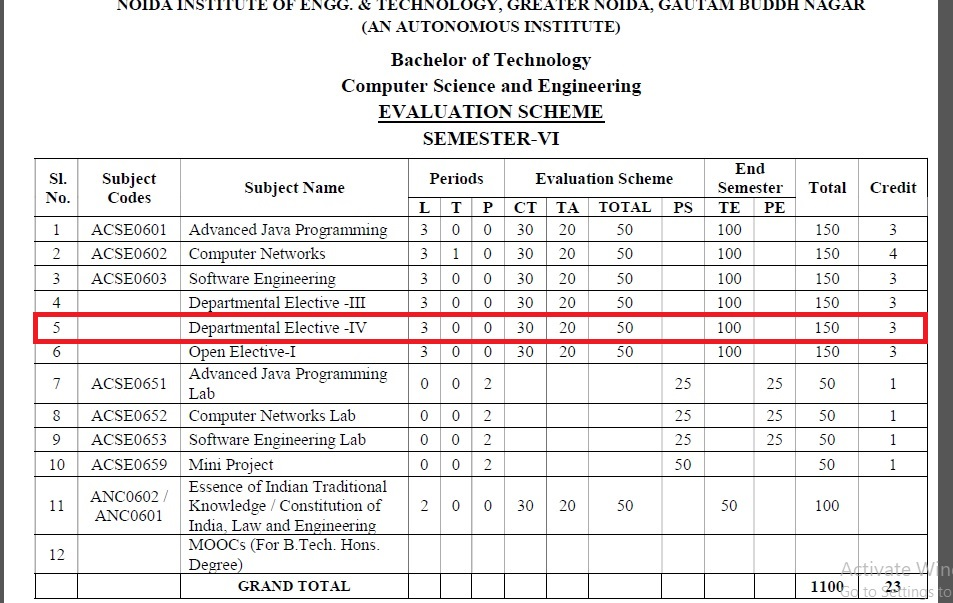 NOIDA INSTITUTE OF ENGG. & TECHNOLOGY, GREATER NOIDA, GAUTAM BUDDH NAGAR
(AN AUTONOMOUS INSTITUTE)
Bachelor of Technology
Computer Science and Engineering
EVALUATION SCHEME
SEMESTER-VI
Sl. No. Subject Codes Subject Name Periods Evaluation Scheme End Semester Total Credit
L T P CT TA TOTAL PS TE PE
1 ACSE0601 Advanced Java Programming 3 0 0 30 20 50 100 150 3
2 ACSE0602 Computer Networks 3 1 0 30 20 50 100 150 4
3 ACSE0603 Software Engineering 3 0 0 30 20 50 100 150 3
4 Departmental Elective -III 3 0 0 30 20 50 100 150 3
5 Departmental Elective -IV 3 0 0 30 20 50 100 150 3
6 Open Elective-I 3 0 0 30 20 50 100 150 3
7 ACSE0651 Advanced Java Programming Lab 0 0 2 25 25 50 1
8 ACSE0652 Computer Networks Lab 0 0 2 25 25 50 1
9 ACSE0653 Software Engineering Lab 0 0 2 25 25 50 1
10 ACSE0659 Mini Project 0 0 2 50 50 1
11 ANC0602 / ANC0601 Essence of Indian Traditional Knowledge / Constitution of India, Law and Engineering 2 0 0 30 20 50 50 100
12 MOOCs (For B.Tech. Hons. Degree)
GRAND TOTAL 1100 23
Activate Win
Go to Settings to